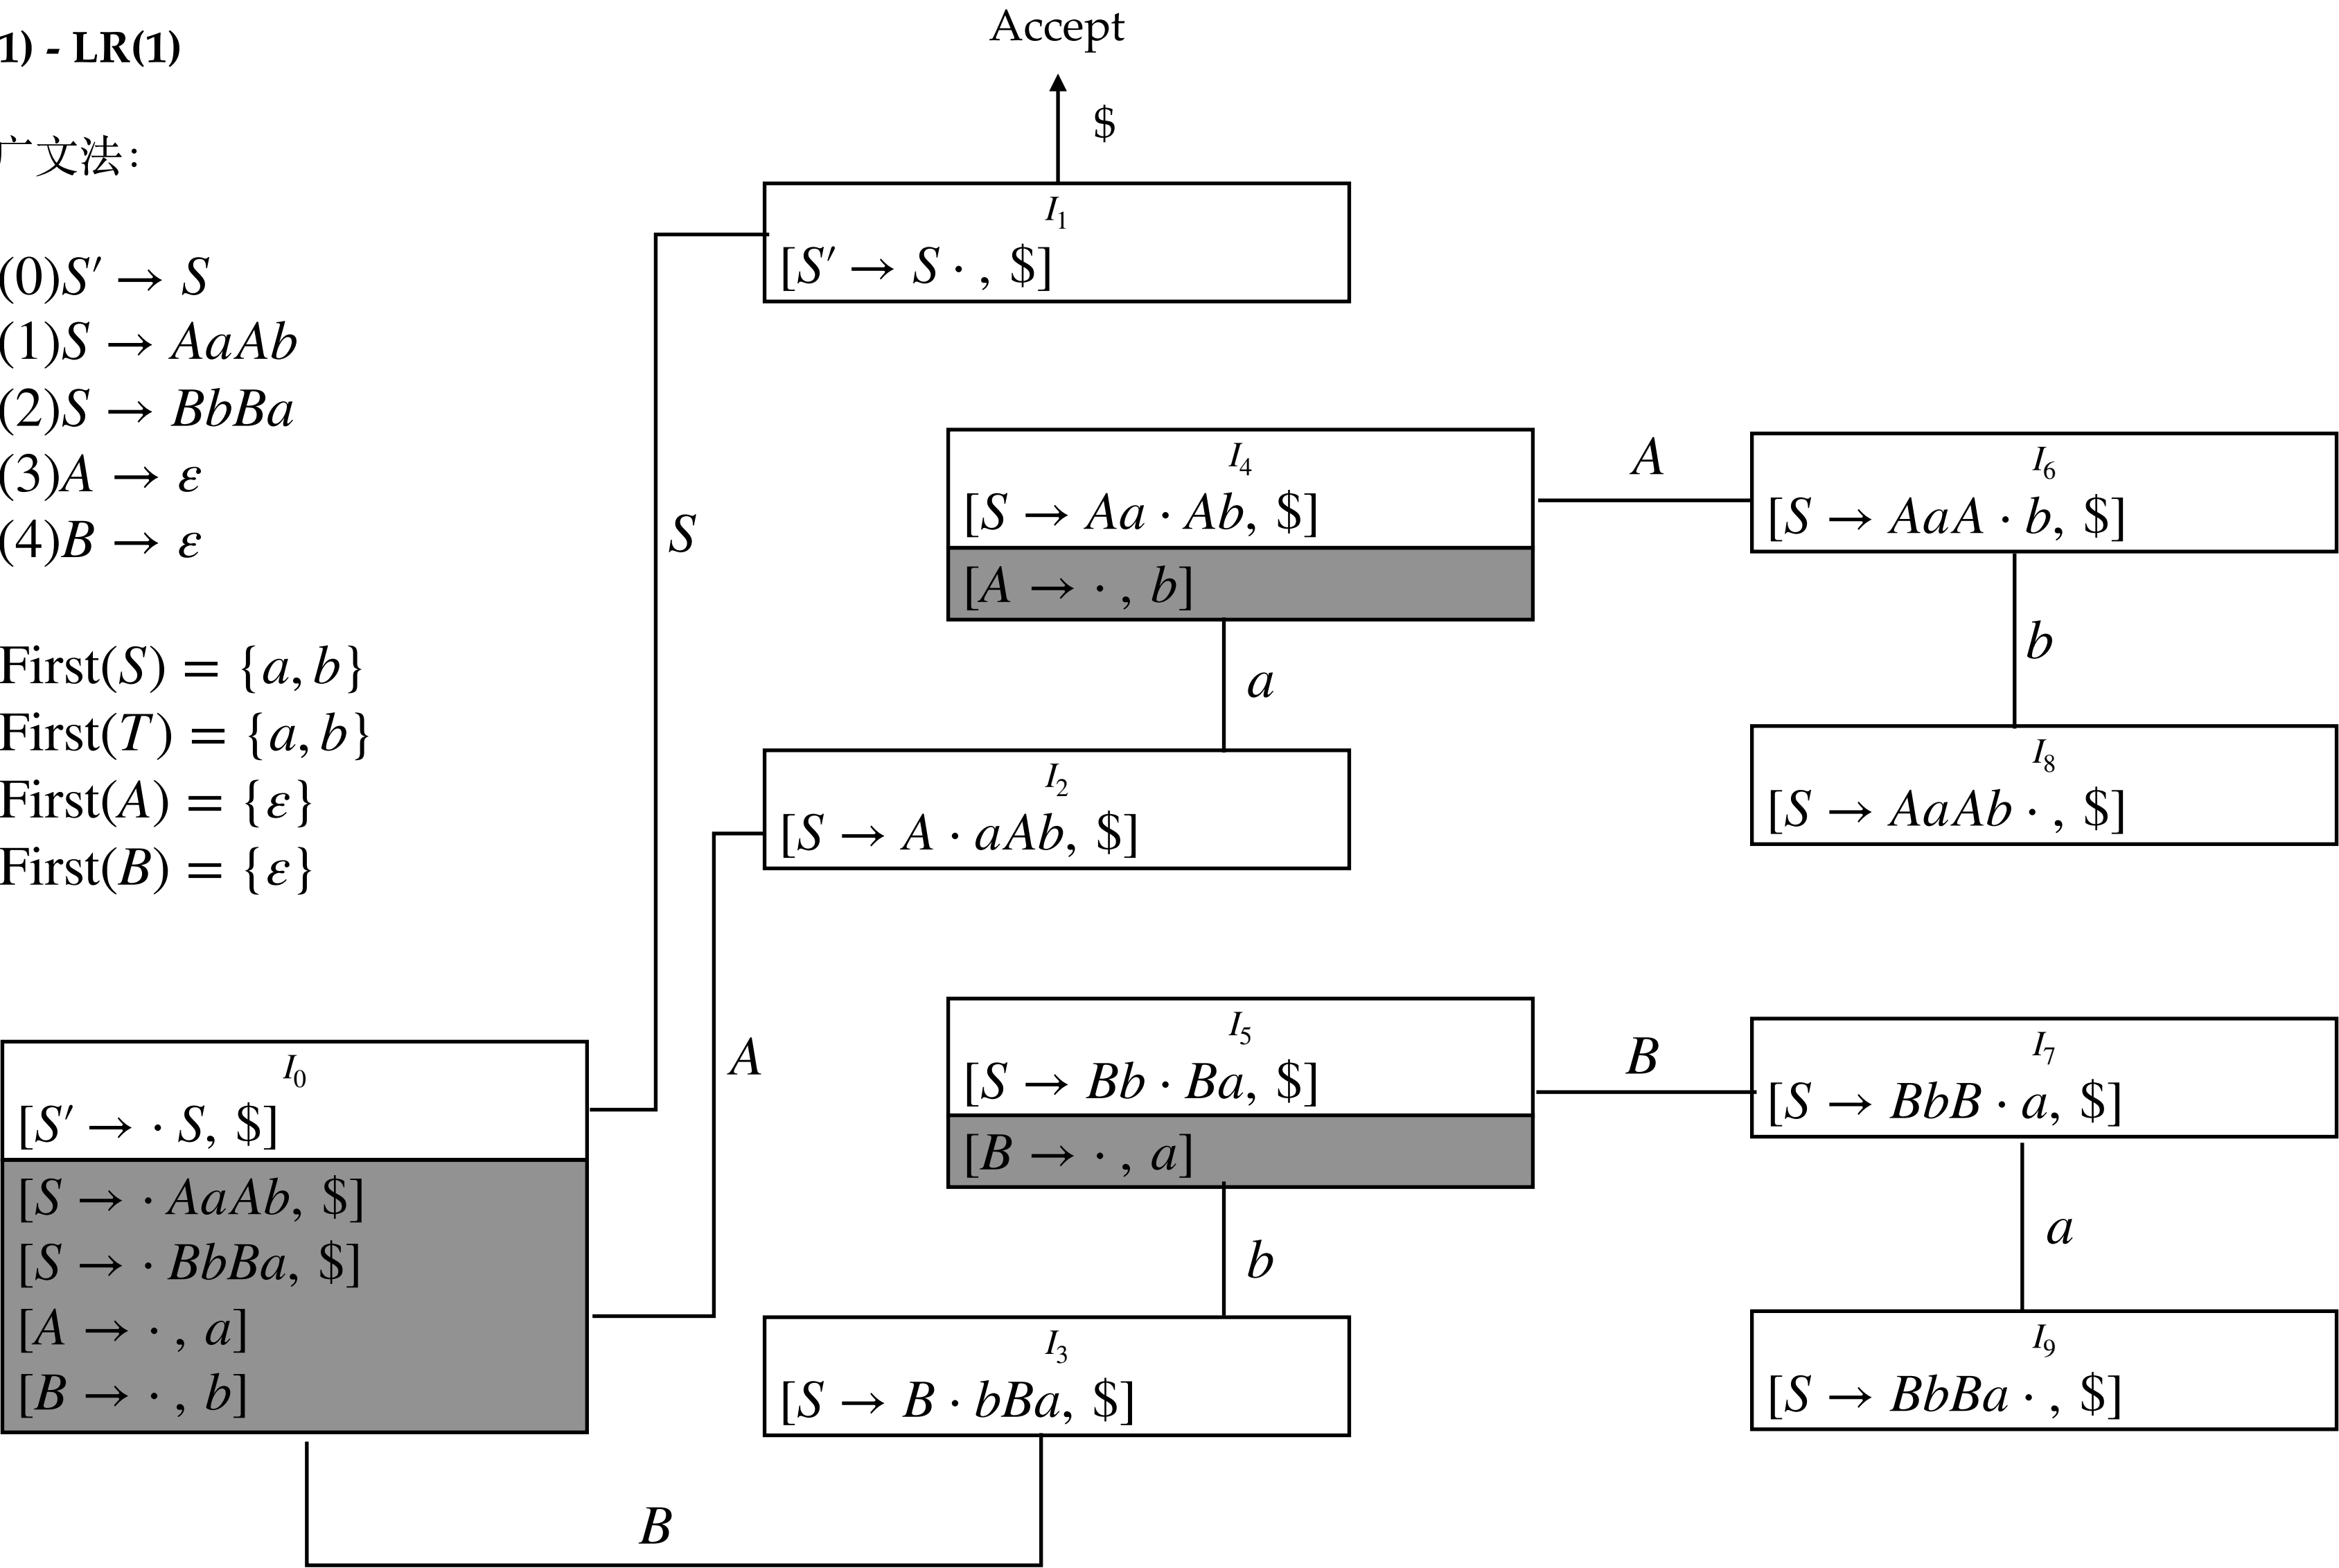 1) - LR(1)
广文法：
(0)S′ → S
(1)S → AaAb
(2)S → BbBa
(3)A → ε
(4)B → ε
First(S) = {a, b}
First(T) = {a, b}
First(A) = {ε}
First(B) = {ε}
Accept
$
I₁
[S′ → S · , $]
S
I₄
[S → Aa · Ab, $]
[A → · , b]
A
I₆
[S → AaA · b, $]
a
b
I₂
[S → A · aAb, $]
I₈
[S → AaAb · , $]
A
I₀
[S′ → · S, $]
[S → · AaAb, $]
[S → · BbBa, $]
[A → · , a]
[B → · , b]
I₅
[S → Bb · Ba, $]
[B → · , a]
B
I₇
[S → BbB · a, $]
b
a
I₃
[S → B · bBa, $]
I₉
[S → BbBa · , $]
B